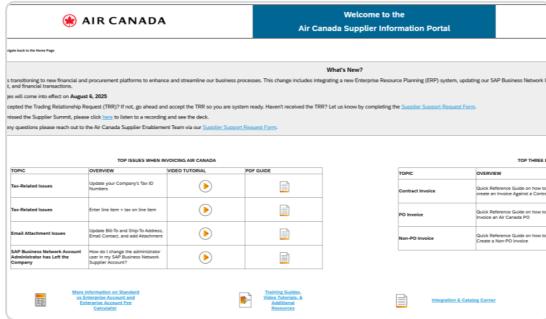 AIR CANADA
Welcome to the
Air Canada Supplier Information Portal
back to the Home Page
What's New?
s transitioning to new financial and procurement platforms to enhance and streamline our business processes. This change includes integrating a new Enterprise Resource Planning (ERP) system, updating our SAP Business Network
t, and financial transactions.
ges will come into effect on August 6, 2025
cepted the Trading Relationship Request (TRR)? If not, go ahead and accept the TRR so you are system ready. Haven't received the TRR? Let us know by completing the Supplier Support Request Form.
issed the Supplier Summit, please click here to listen to a recording and see the deck.
ny questions please reach out to the Air Canada Supplier Enablement Team via our Supplier Support Request Form.
TOP ISSUES WHEN INVOICING AIR CANADA
TOPIC OVERVIEW VIDEO TUTORIAL PDF GUIDE
Tax-Related Issues Update your Company's Tax ID Numbers
Tax-Related Issues Enter line item + tax on line item
Email Attachment Issues Update Bill-To and Ship-To Address, Email Contact, and add Attachment
SAP Business Network Account Administrator has Left the Company How do I change the administrator user in my SAP Business Network Supplier Account?
TOP THREE
TOPIC OVERVIEW
Contract Invoice Quick Reference Guide on how to create an Invoice Against a
PO Invoice Quick Reference Guide on how to Invoice an Air Canada PO
Non-PO Invoice Quick Reference Guide on how to Create a Non-PO Invoice
More Information on Standard
vs Enterprise Account and
Enterprise Account Fee
Calculator
Training Guides,
Video Tutorials, &
Additional
Resources
Integration & Catalog Corner